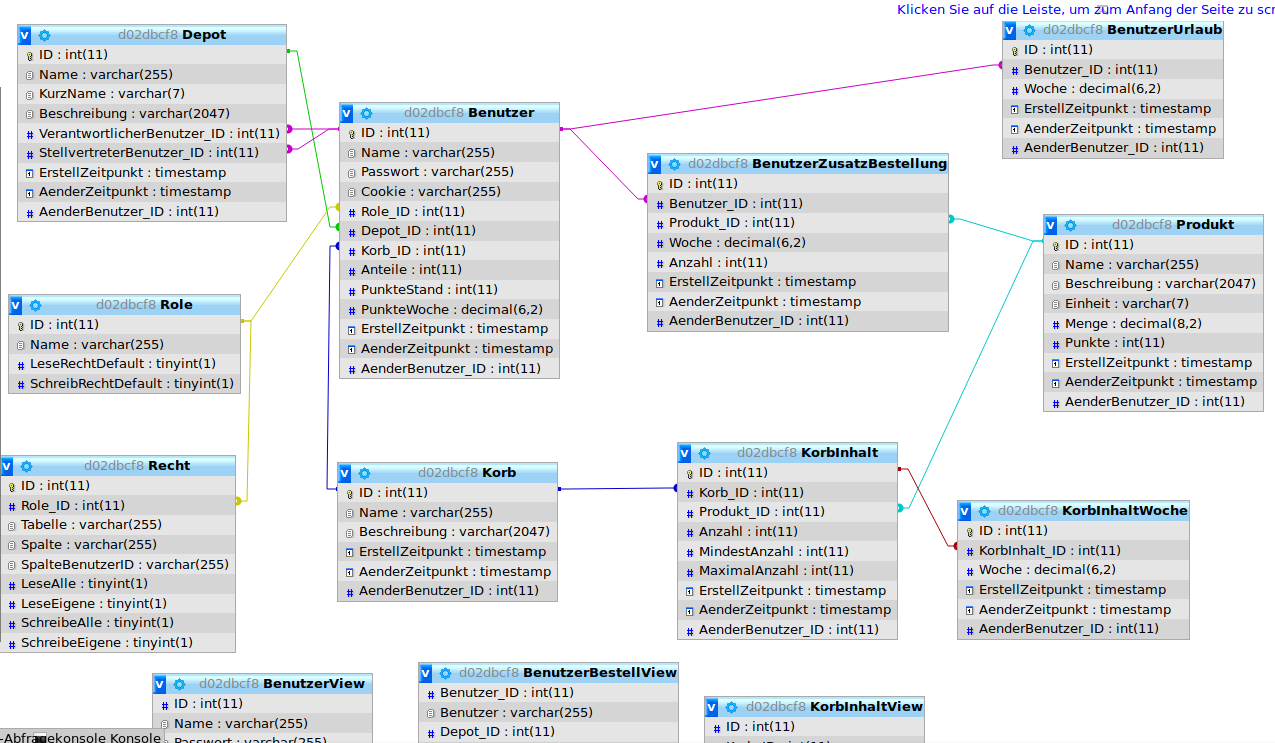 Klicken Sie auf die Leiste, um zum Anfang der Seite zu scr
v d02dbcf8 Depot
ID : int(11)
Name : varchar(255)
KurzName : varchar(7)
Beschreibung : varchar(2047)
VerantwortlicherBenutzer_ID : int(11)
StellvertreterBenutzer_ID : int(11)
ErstellZeitpunkt : timestamp
AenderZeitpunkt : timestamp
AenderBenutzer_ID : int(11)
v d02dbcf8 Benutzer
ID : int(11)
Name : varchar(255)
Passwort : varchar(255)
Cookie : varchar(255)
Role_ID : int(11)
Depot_ID : int(11)
Korb_ID : int(11)
Anteile : int(11)
PunkteStand : int(11)
PunkteWoche : decimal(6,2)
ErstellZeitpunkt : timestamp
AenderZeitpunkt : timestamp
AenderBenutzer_ID : int(11)
v d02dbcf8 BenutzerUrlaub
ID : int(11)
Benutzer_ID : int(11)
Woche : decimal(6,2)
ErstellZeitpunkt : timestamp
AenderZeitpunkt : timestamp
AenderBenutzer_ID : int(11)
v d02dbcf8 BenutzerZusatzBestellung
ID : int(11)
Benutzer_ID : int(11)
Produkt_ID : int(11)
Woche : decimal(6,2)
Anzahl : int(11)
ErstellZeitpunkt : timestamp
AenderZeitpunkt : timestamp
AenderBenutzer_ID : int(11)
v d02dbcf8 Produkt
ID : int(11)
Name : varchar(255)
Beschreibung : varchar(2047)
Einheit : varchar(7)
Menge : decimal(8,2)
Punkte : int(11)
ErstellZeitpunkt : timestamp
AenderZeitpunkt : timestamp
AenderBenutzer_ID : int(11)
v d02dbcf8 Role
ID : int(11)
Name : varchar(255)
LeseRechtDefault : tinyint(1)
SchreibRechtDefault : tinyint(1)
v d02dbcf8 Recht
ID : int(11)
Role_ID : int(11)
Tabelle : varchar(255)
Spalte : varchar(255)
SpalteBenutzerID : varchar(255)
LeseAlle : tinyint(1)
LeseEigene : tinyint(1)
SchreibeAlle : tinyint(1)
SchreibeEigene : tinyint(1)
v d02dbcf8 Korb
ID : int(11)
Name : varchar(255)
Beschreibung : varchar(2047)
ErstellZeitpunkt : timestamp
AenderZeitpunkt : timestamp
AenderBenutzer_ID : int(11)
v d02dbcf8 KorbInhalt
ID : int(11)
Korb_ID : int(11)
Produkt_ID : int(11)
Anzahl : int(11)
MindestAnzahl : int(11)
MaximalAnzahl : int(11)
ErstellZeitpunkt : timestamp
AenderZeitpunkt : timestamp
AenderBenutzer_ID : int(11)
v d02dbcf8 KorbInhaltWoche
ID : int(11)
KorbInhalt_ID : int(11)
Woche : decimal(6,2)
ErstellZeitpunkt : timestamp
AenderZeitpunkt : timestamp
AenderBenutzer_ID : int(11)
v d02dbcf8 BenutzerView
ID : int(11)
Name : varchar(255)
Passwort : varchar(255)
v d02dbcf8 BenutzerBestellView
Benutzer_ID : int(11)
Benutzer : varchar(255)
Depot_ID : int(11)
v d02dbcf8 KorbInhaltView
ID : int(11)
Konsole